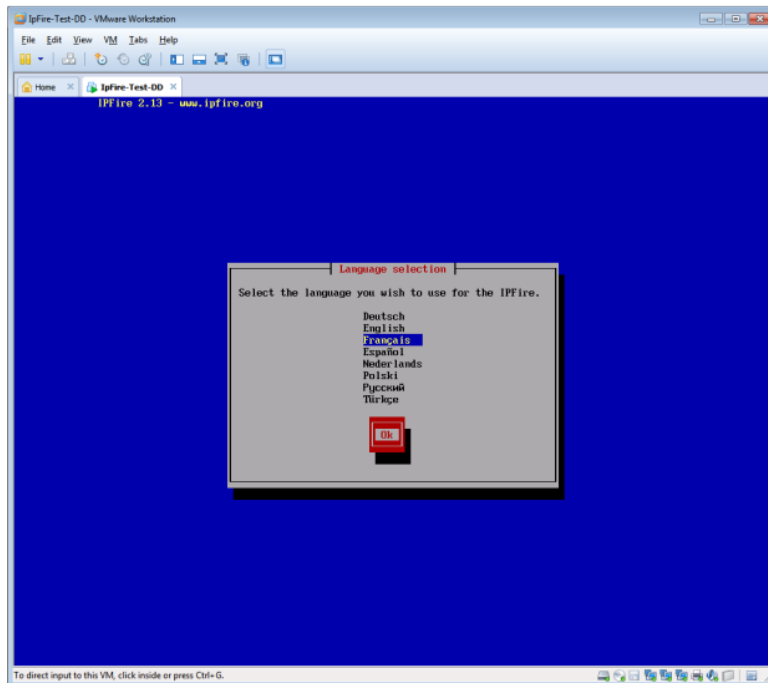 IpFire-Test-DD - VMware Workstation
File Edit View VM Tabs Help
Home × IpFire-Test-DD ×
IPFire 2.13 - www.ipfire.org
Language selection
Select the language you wish to use for the IPFire.
Deutsch
English
Français
Español
Nederlands
Polski
Русский
Türkçe
Ok
To direct input to this VM, click inside or press Ctrl+G.